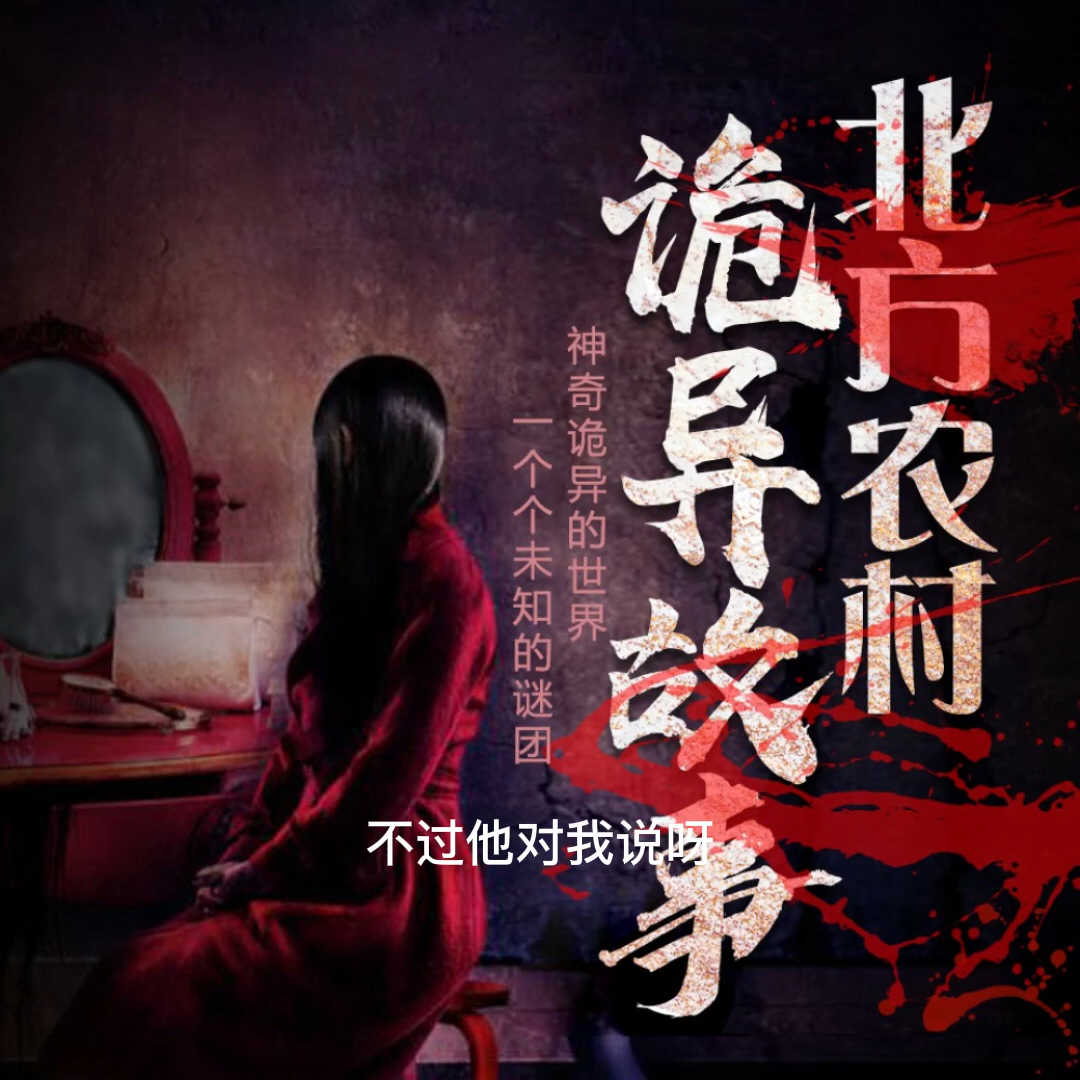 北方农村
诡异故事
神奇诡异的世界
一个个未知的谜团
不过他对我说呀